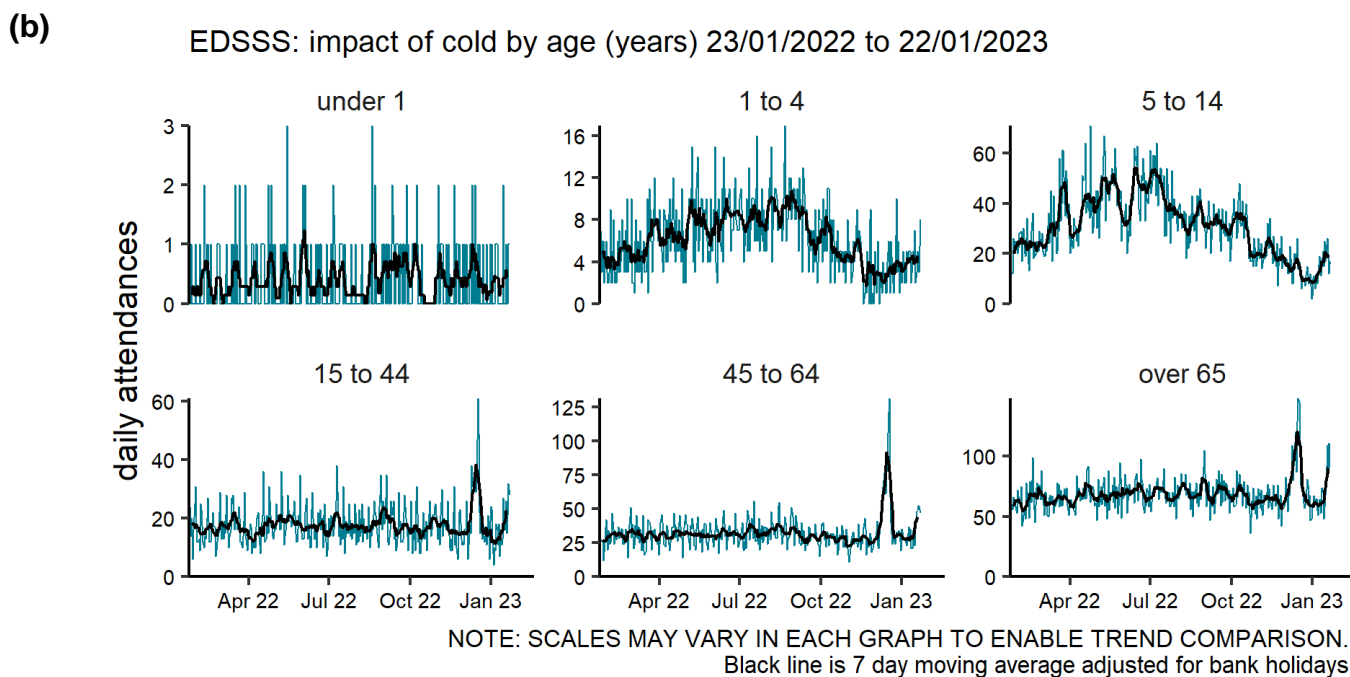 (b)
EDSSS: impact of cold by age (years) 23/01/2022 to 22/01/2023
daily attendances
under 1
3
2
1
0
1 to 4
16
12
8
4
0
5 to 14
60
40
20
0
15 to 44
60
40
20
0
Apr 22 Jul 22 Oct 22 Jan 23
45 to 64
125
100
75
50
25
0
Apr 22 Jul 22 Oct 22 Jan 23
over 65
100
50
0
Apr 22 Jul 22 Oct 22 Jan 23
NOTE: SCALES MAY VARY IN EACH GRAPH TO ENABLE TREND COMPARISON.
Black line is 7 day moving average adjusted for bank holidays